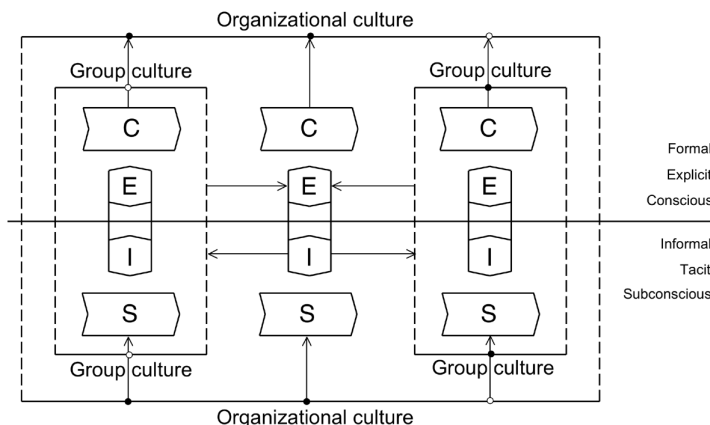 Organizational culture
Group culture
Group culture
C
C
C
Formal
E
E
E
Explicit
Conscious
Informal
I
I
I
Tacit
Subconscious
S
S
S
Group culture
Group culture
Organizational culture